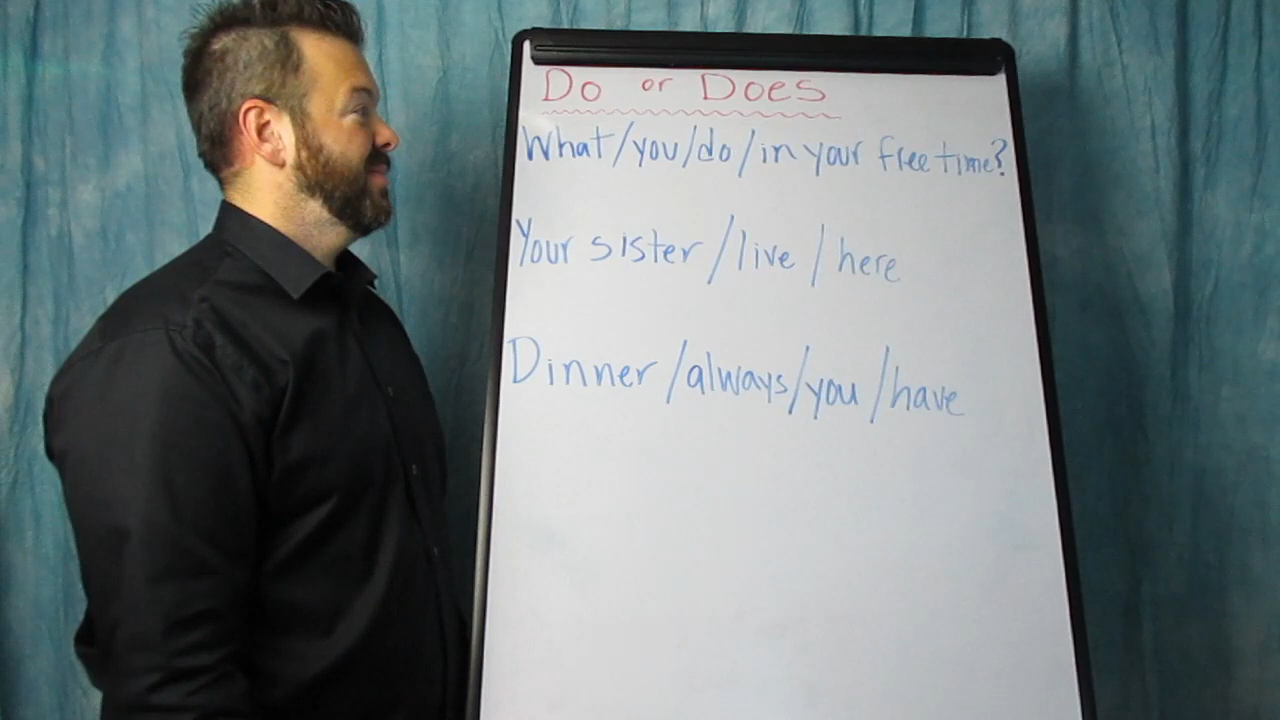 Do or Does
What/you/do/in your free time?
Your sister/live/here
Dinner/always/you/have